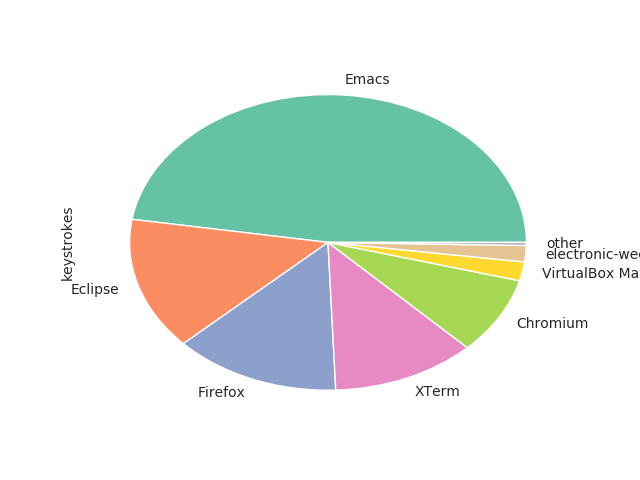 Emacs
keystrokes
other
electronic-wec
VirtualBox Ma
Eclipse
Chromium
Firefox
XTerm